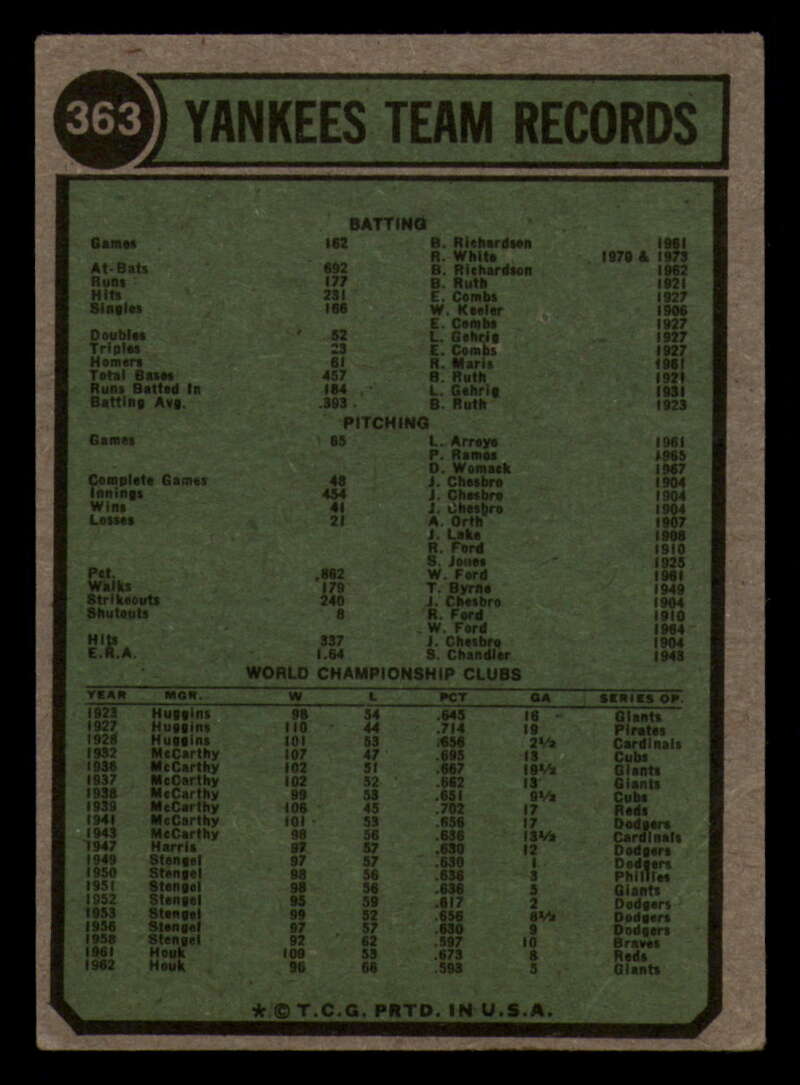 363 YANKEES TEAM RECORDS
BATTING
Games 162 B. Richardson 1961
R. White 1970 & 1973
At-Bats 692 B. Richardson 1962
Runs 177 B. Ruth 1921
Hits 231 E. Combs 1927
Singles 166 W. Keeler 1906
E. Combs 1927
Doubles 52 L. Gehrig 1927
Triples 23 E. Combs 1927
Homers 61 R. Maris 1961
Total Bases 457 B. Ruth 1921
Runs Batted In 184 L. Gehrig 1931
Batting Avg. .393 B. Ruth 1923
PITCHING
Games 65 L. Arroyo 1961
P. Ramos 1965
D. Womack 1967
Complete Games 48 J. Chesbro 1904
Innings 454 J. Chesbro 1904
Wins 41 J. Chesbro 1904
Losses 21 A. Orth 1907
J. Lake 1908
R. Ford 1910
S. Jones 1925
Pct. .862 W. Ford 1961
Walks 179 T. Byrne 1949
Strikeouts 240 J. Chesbro 1904
Shutouts 8 R. Ford 1910
W. Ford 1964
Hits 337 J. Chesbro 1904
E.R.A. 1.64 S. Chandler 1943
WORLD CHAMPIONSHIP CLUBS
YEAR MGR. W L PCT GA SERIES OP.
1923 Huggins 98 54 .645 16 Giants
1927 Huggins 110 44 .714 19 Pirates
1928 Huggins 101 53 .656 2½ Cardinals
1932 McCarthy 107 47 .695 13 Cubs
1936 McCarthy 102 51 .667 19½ Giants
1937 McCarthy 102 52 .662 13 Giants
1938 McCarthy 99 53 .651 9½ Cubs
1939 McCarthy 106 45 .702 17 Reds
1941 McCarthy 101 53 .656 17 Dodgers
1943 McCarthy 98 56 .636 13½ Cardinals
1947 Harris 97 57 .630 12 Dodgers
1949 Stengel 97 57 .630 1 Dodgers
1950 Stengel 98 56 .636 3 Phillies
1951 Stengel 98 56 .636 5 Giants
1952 Stengel 95 59 .617 2 Dodgers
1953 Stengel 99 52 .656 8½ Dodgers
1956 Stengel 97 57 .630 9 Dodgers
1958 Stengel 92 62 .597 10 Braves
1961 Houk 109 53 .673 8 Reds
1962 Houk 96 66 .593 5 Giants
* © T.C.G. PRTD. IN U.S.A.